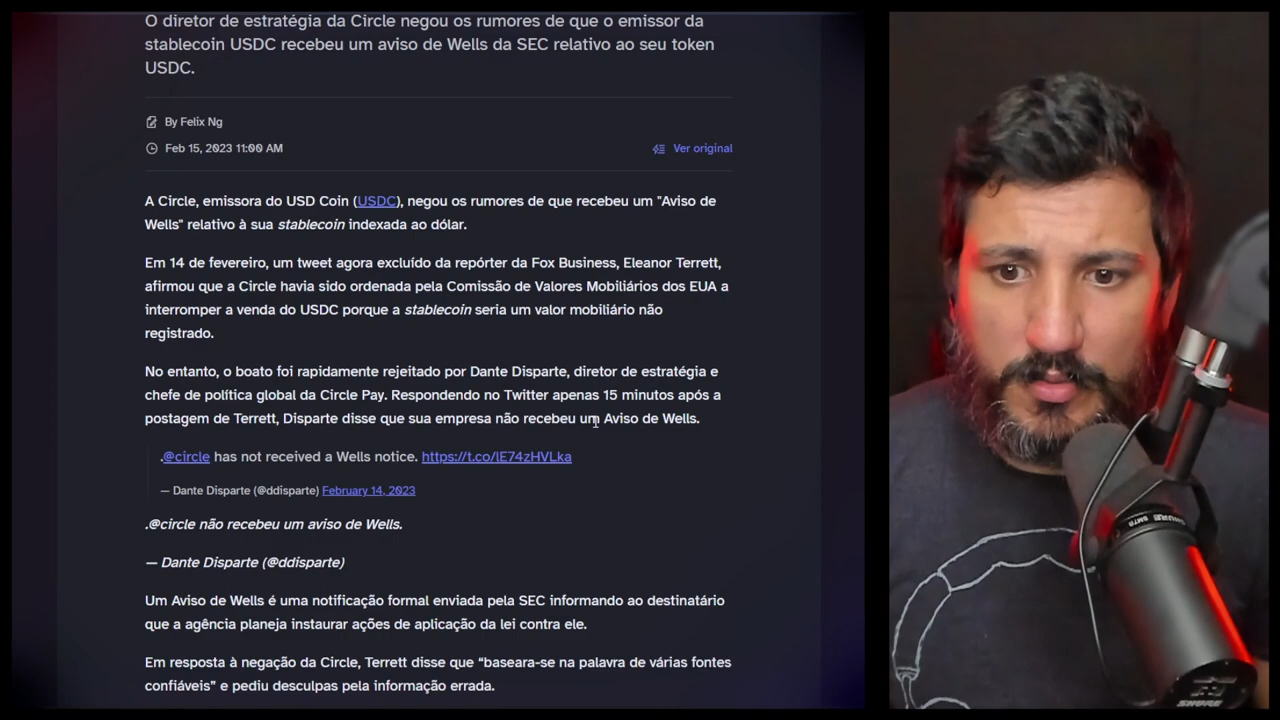 O diretor de estratégia da Circle negou os rumores de que o emissor da
stablecoin USDC recebeu um aviso de Wells da SEC relativo ao seu token
USDC.
By Felix Ng
Feb 15, 2023 11:00 AM
Ver original
A Circle, emissora do USD Coin (USDC), negou os rumores de que recebeu um "Aviso de
Wells" relativo à sua stablecoin indexada ao dólar.
Em 14 de fevereiro, um tweet agora excluído da repórter da Fox Business, Eleanor Terrett,
afirmou que a Circle havia sido ordenada pela Comissão de Valores Mobiliários dos EUA a
interromper a venda do USDC porque a stablecoin seria um valor mobiliário não
registrado.
No entanto, o boato foi rapidamente rejeitado por Dante Disparte, diretor de estratégia e
chefe de política global da Circle Pay. Respondendo no Twitter apenas 15 minutos após a
postagem de Terrett, Disparte disse que sua empresa não recebeu um Aviso de Wells.
.@circle has not received a Wells notice. https://t.co/lE74zHVLka
— Dante Disparte (@ddisparte) February 14, 2023
.@circle não recebeu um aviso de Wells.
— Dante Disparte (@ddisparte)
Um Aviso de Wells é uma notificação formal enviada pela SEC informando ao destinatário
que a agência planeja instaurar ações de aplicação da lei contra ele.
Em resposta à negação da Circle, Terrett disse que “baseara-se na palavra de várias fontes
confiáveis” e pediu desculpas pela informação errada.
SHURE SM7B
SHURE